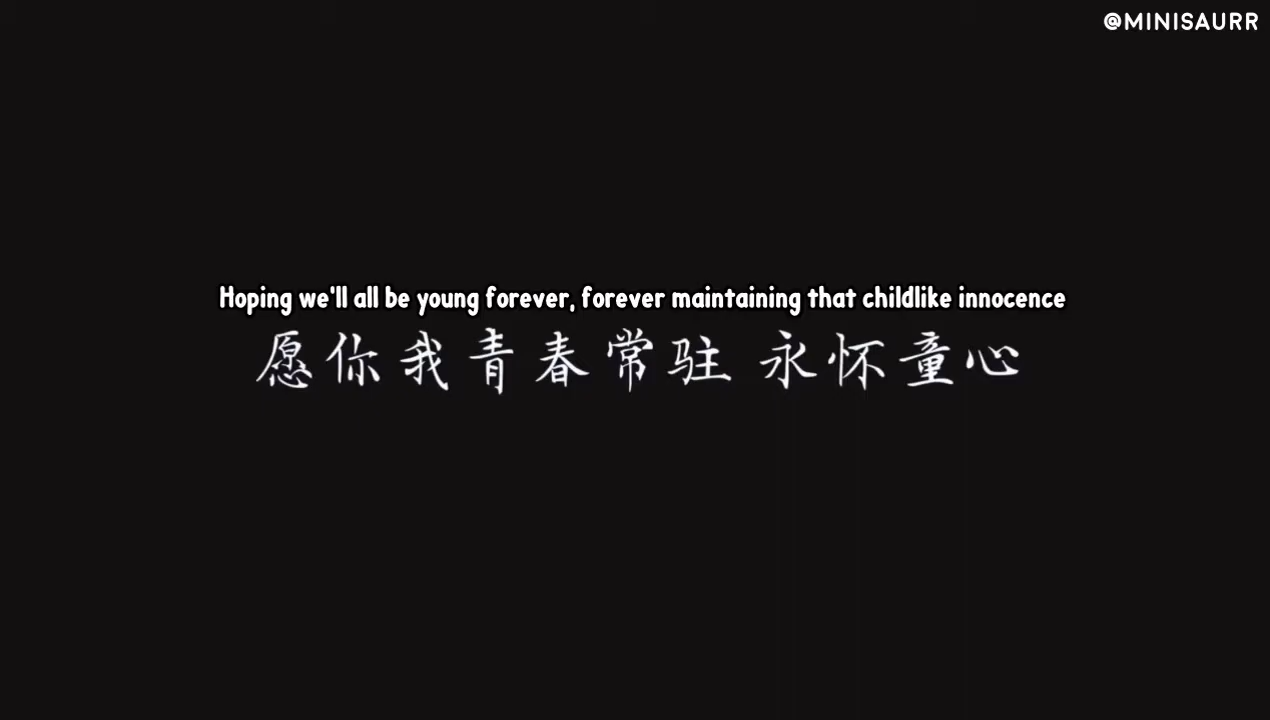 @MINISAURR
Hoping we'll all be young forever, forever maintaining that childlike innocence
愿你我青春常驻 永怀童心